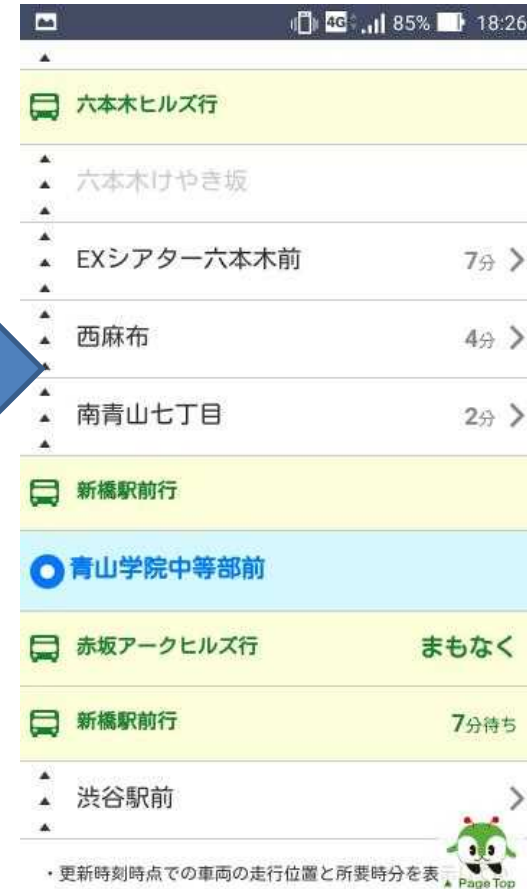 4G 85% 18:26
六本木ヒルズ行
六本木けやき坂
EXシアター六本木前 7分
西麻布 4分
南青山七丁目 2分
新橋駅前行
青山学院中等部前
赤坂アークヒルズ行 まもなく
新橋駅前行 7分待ち
渋谷駅前
・更新時刻時点での車両の走行位置と所要時分を表
Page Top